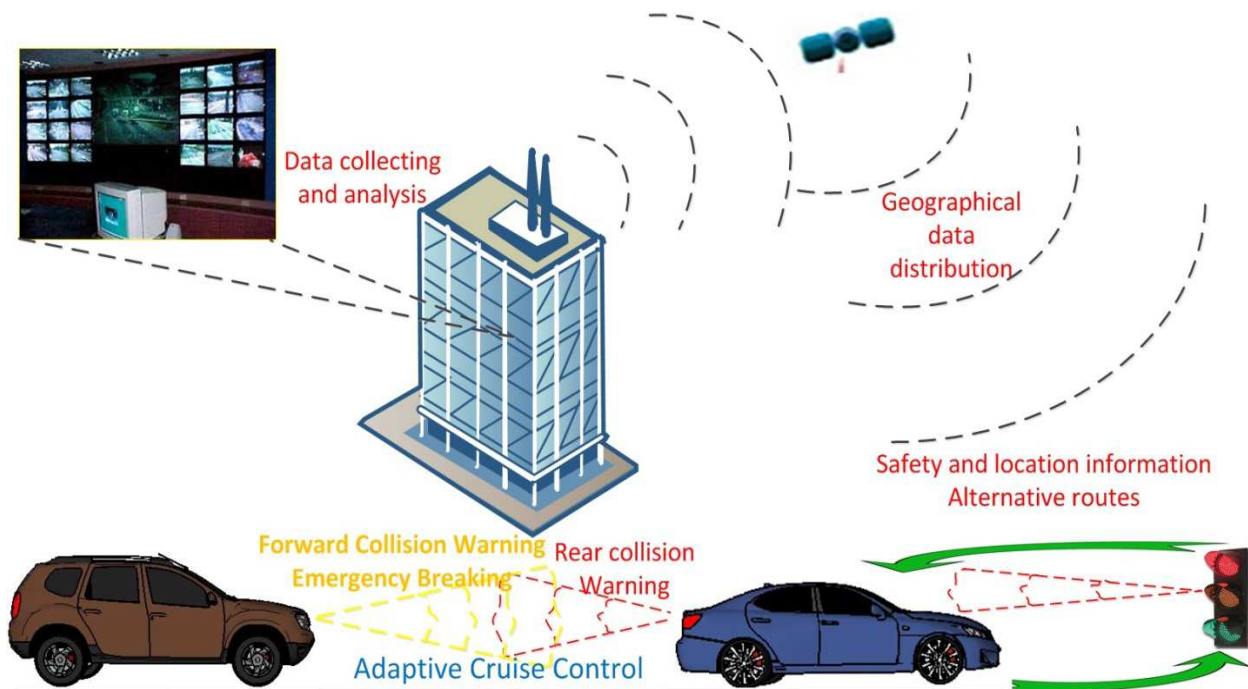 Data collecting
and analysis
Geographical
data
distribution
Safety and location information
Alternative routes
Forward Collision Warning
Emergency Breaking
Rear collision
Warning
Adaptive Cruise Control